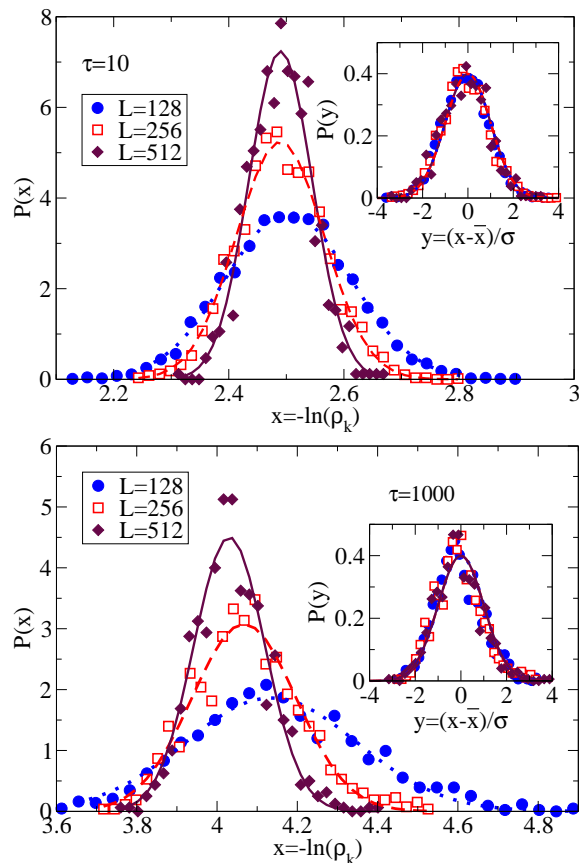 8
6
4
2
0
P(x)
τ=10
L=128
L=256
L=512
2.2
2.4
2.6
2.8
3
x=-ln(ρk)
0.4
0.2
0
P(y)
-4
-2
0
2
4
y=(x-x̅)/σ
6
5
4
3
2
1
0
P(x)
L=128
L=256
L=512
τ=1000
3.6
3.8
4
4.2
4.4
4.6
4.8
x=-ln(ρk)
0.4
0.2
0
P(y)
-4
-2
0
2
4
y=(x-x̅)/σ